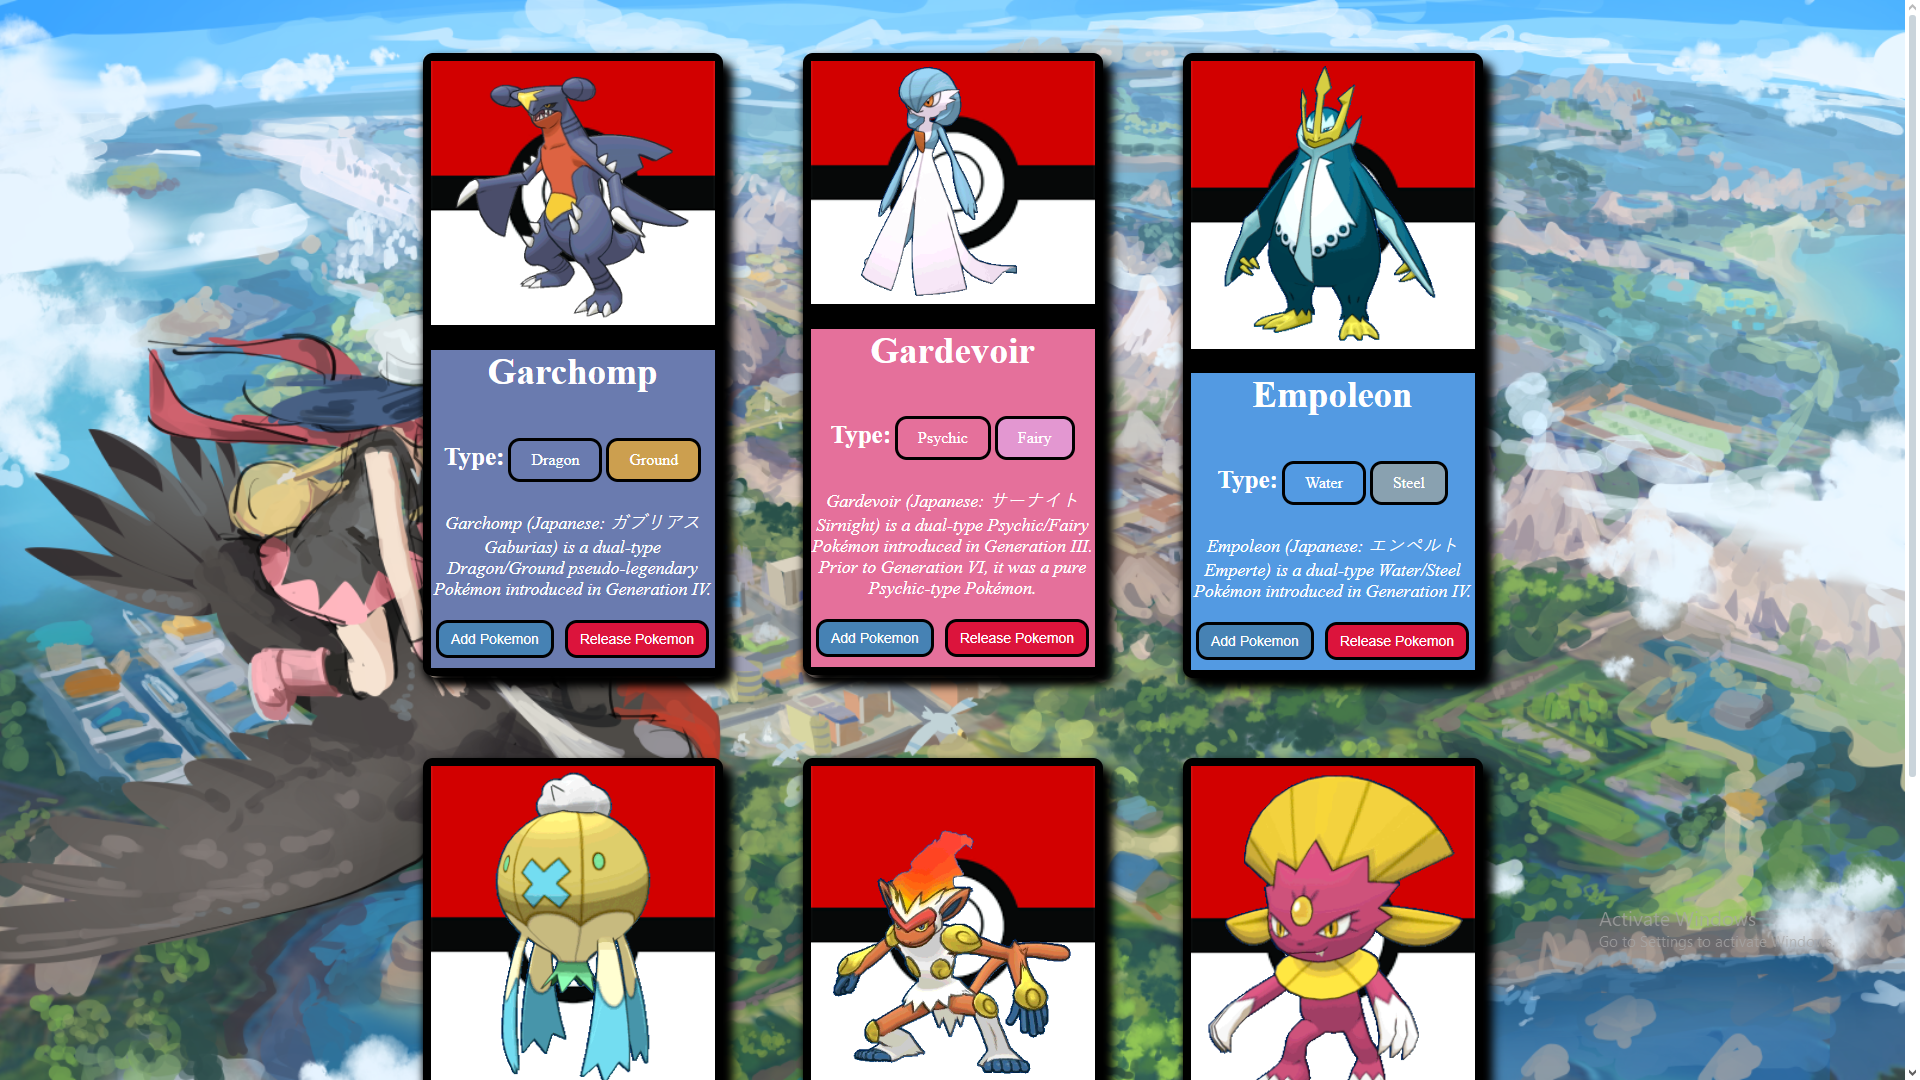 Garchomp
Type: Dragon Ground
Garchomp (Japanese: ガブリアス
Gaburias) is a dual-type
Dragon/Ground pseudo-legendary
Pokémon introduced in Generation IV.
Add Pokemon Release Pokemon
Gardevoir
Type: Psychic Fairy
Gardevoir (Japanese: サーナイト
Sirnight) is a dual-type Psychic/Fairy
Pokémon introduced in Generation III.
Prior to Generation VI, it was a pure
Psychic-type Pokémon.
Add Pokemon Release Pokemon
Empoleon
Type: Water Steel
Empoleon (Japanese: エンペルト
Emperte) is a dual-type Water/Steel
Pokémon introduced in Generation IV.
Add Pokemon Release Pokemon
Activate Windows
Go to Settings to activate Windows.